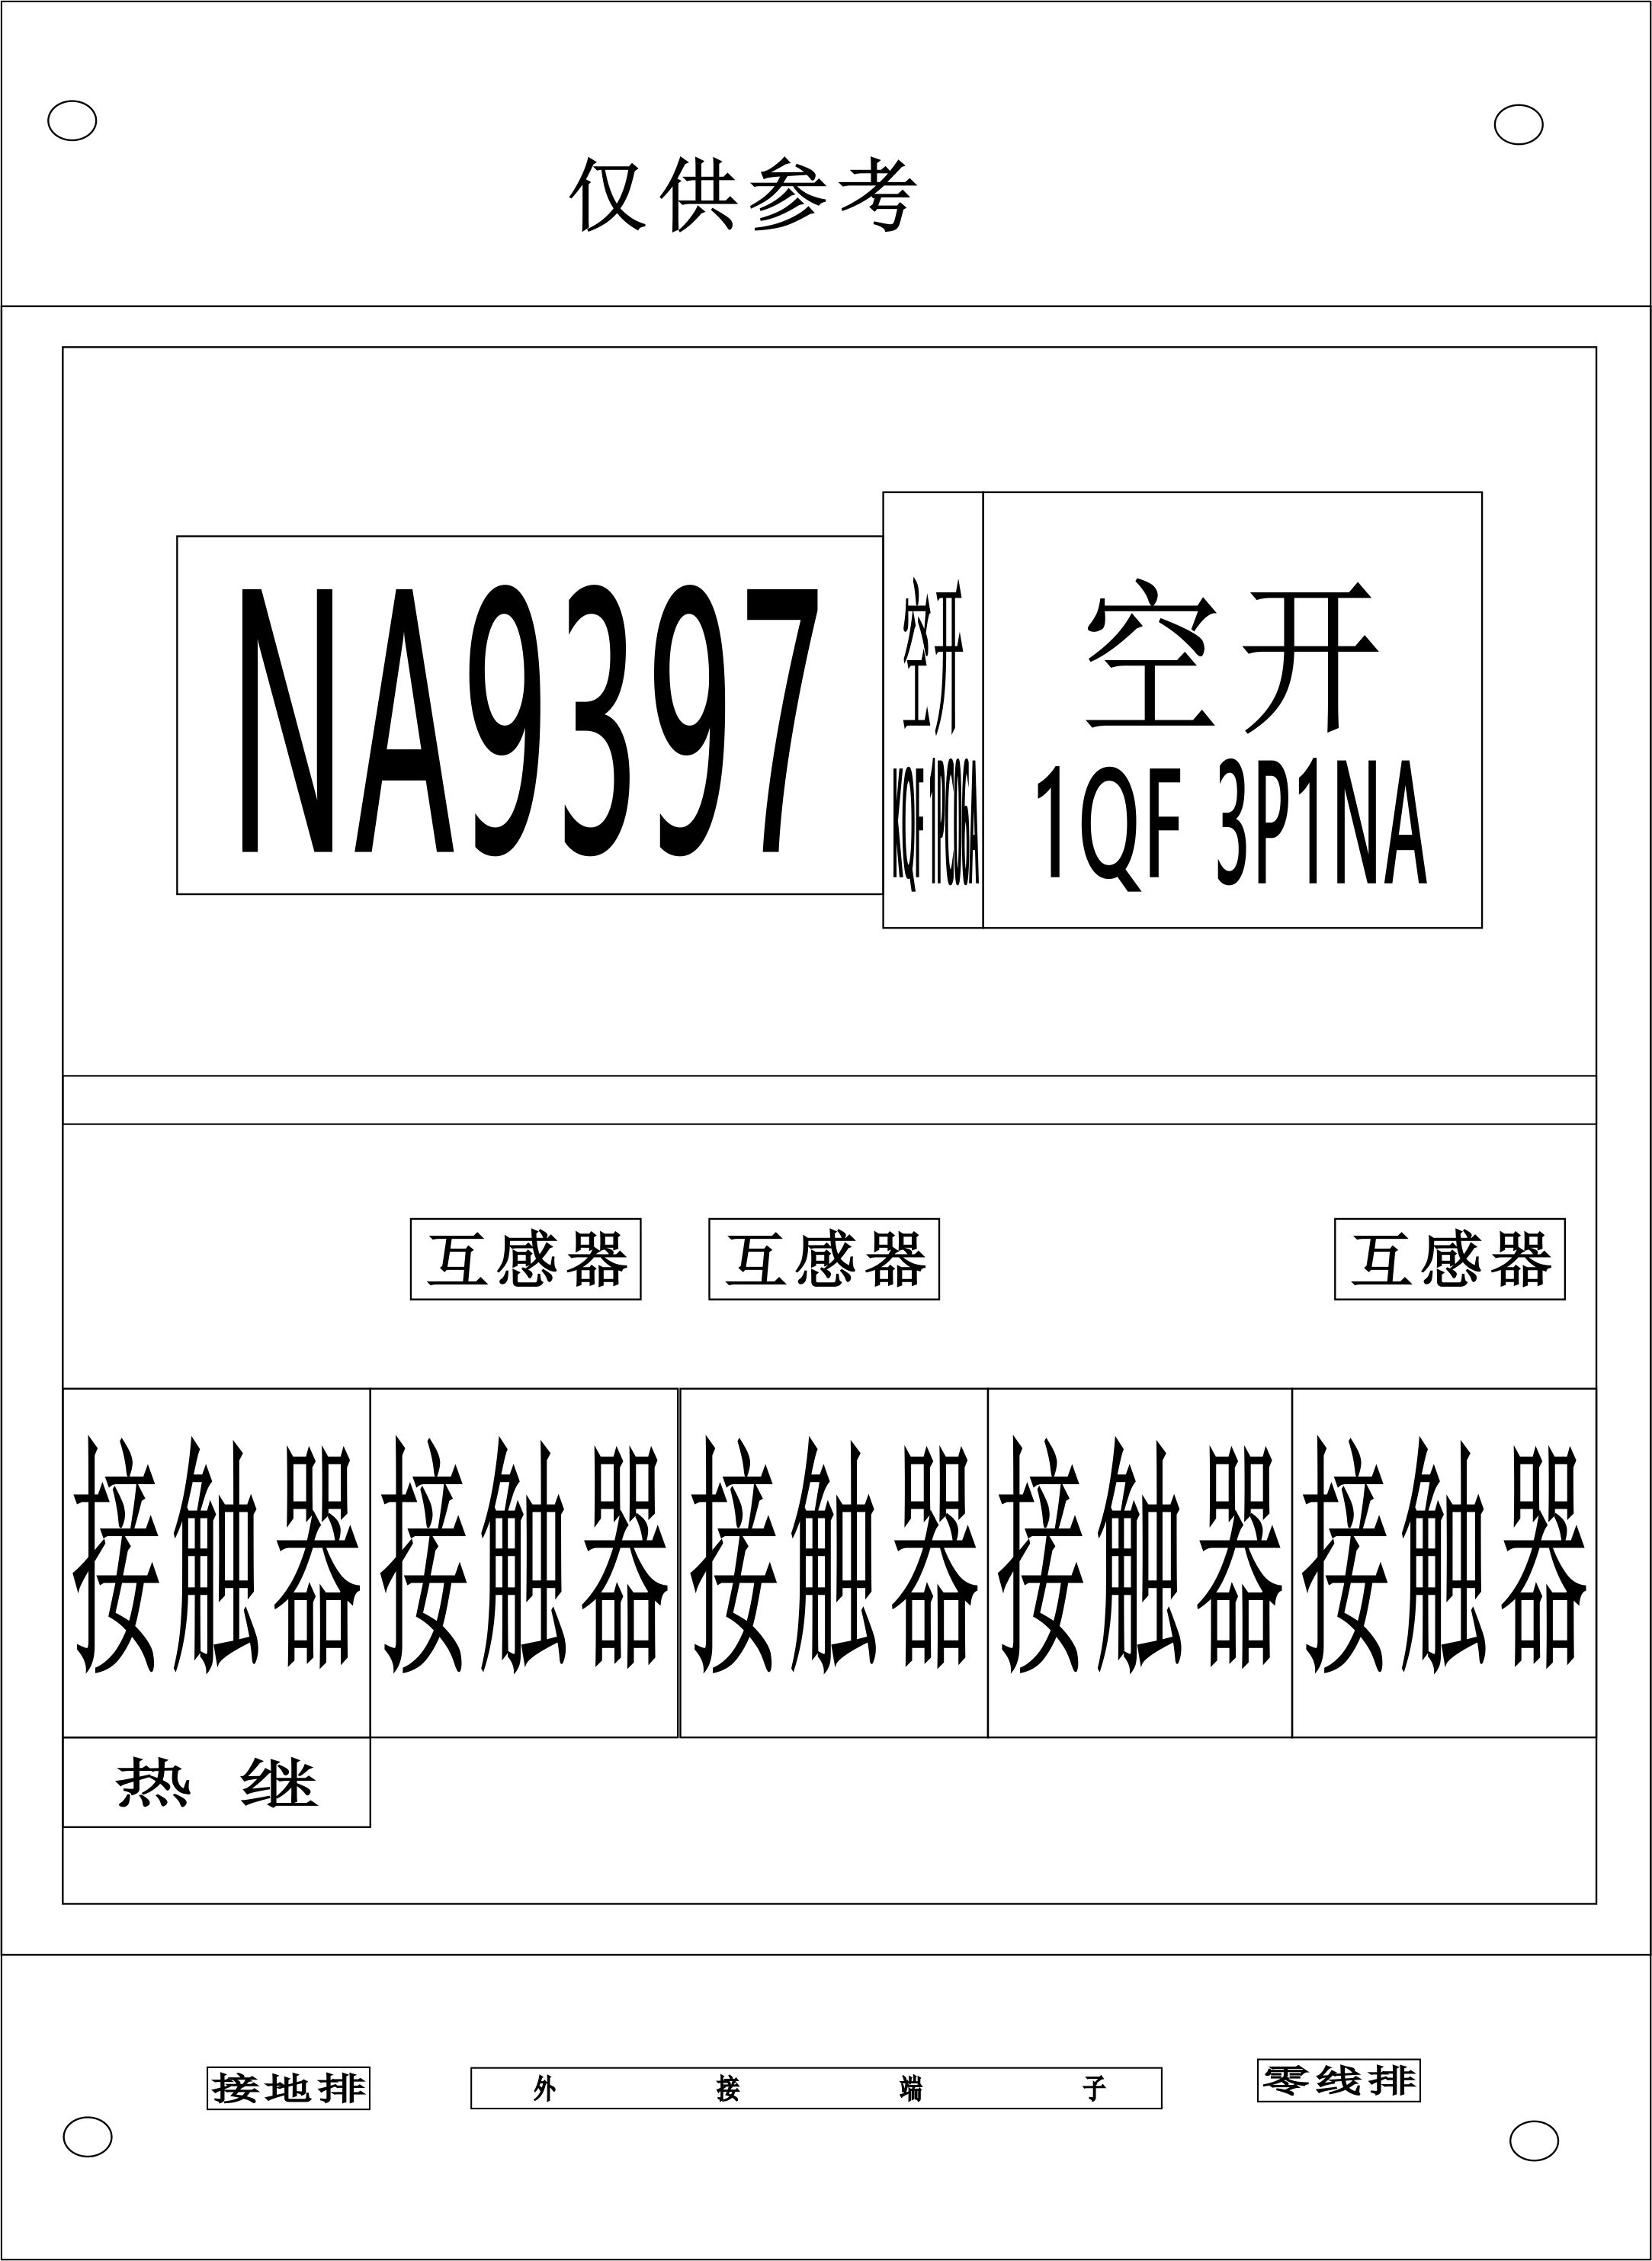 仅供参考
NA9397
空开
空开
1QF 3P1NA
互感器 互感器 互感器
接触器 接触器 接触器 接触器 接触器
热 继
接地排 外 接 端 子 零线排